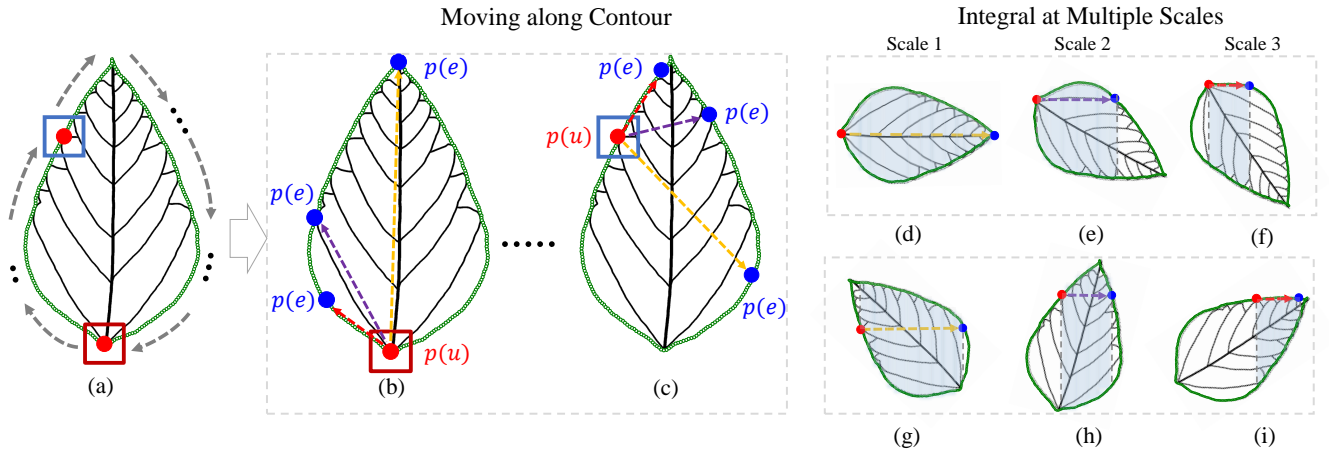 Moving along Contour
Integral at Multiple Scales
Scale 1
Scale 2
Scale 3
p(e)
p(e)
p(e)
p(u)
p(e)
p(e)
p(u)
p(e)
(a)
(b)
(c)
(d)
(e)
(f)
(g)
(h)
(i)